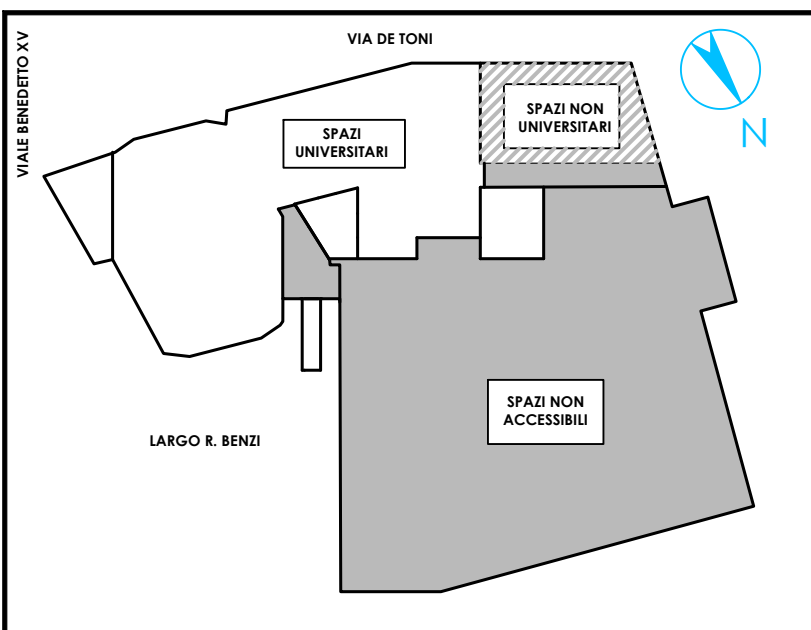 VIA DE TONI
VIALE BENEDETTO XV
SPAZI
UNIVERSITARI
SPAZI NON
UNIVERSITARI
N
SPAZI NON
ACCESSIBILI
LARGO R. BENZI